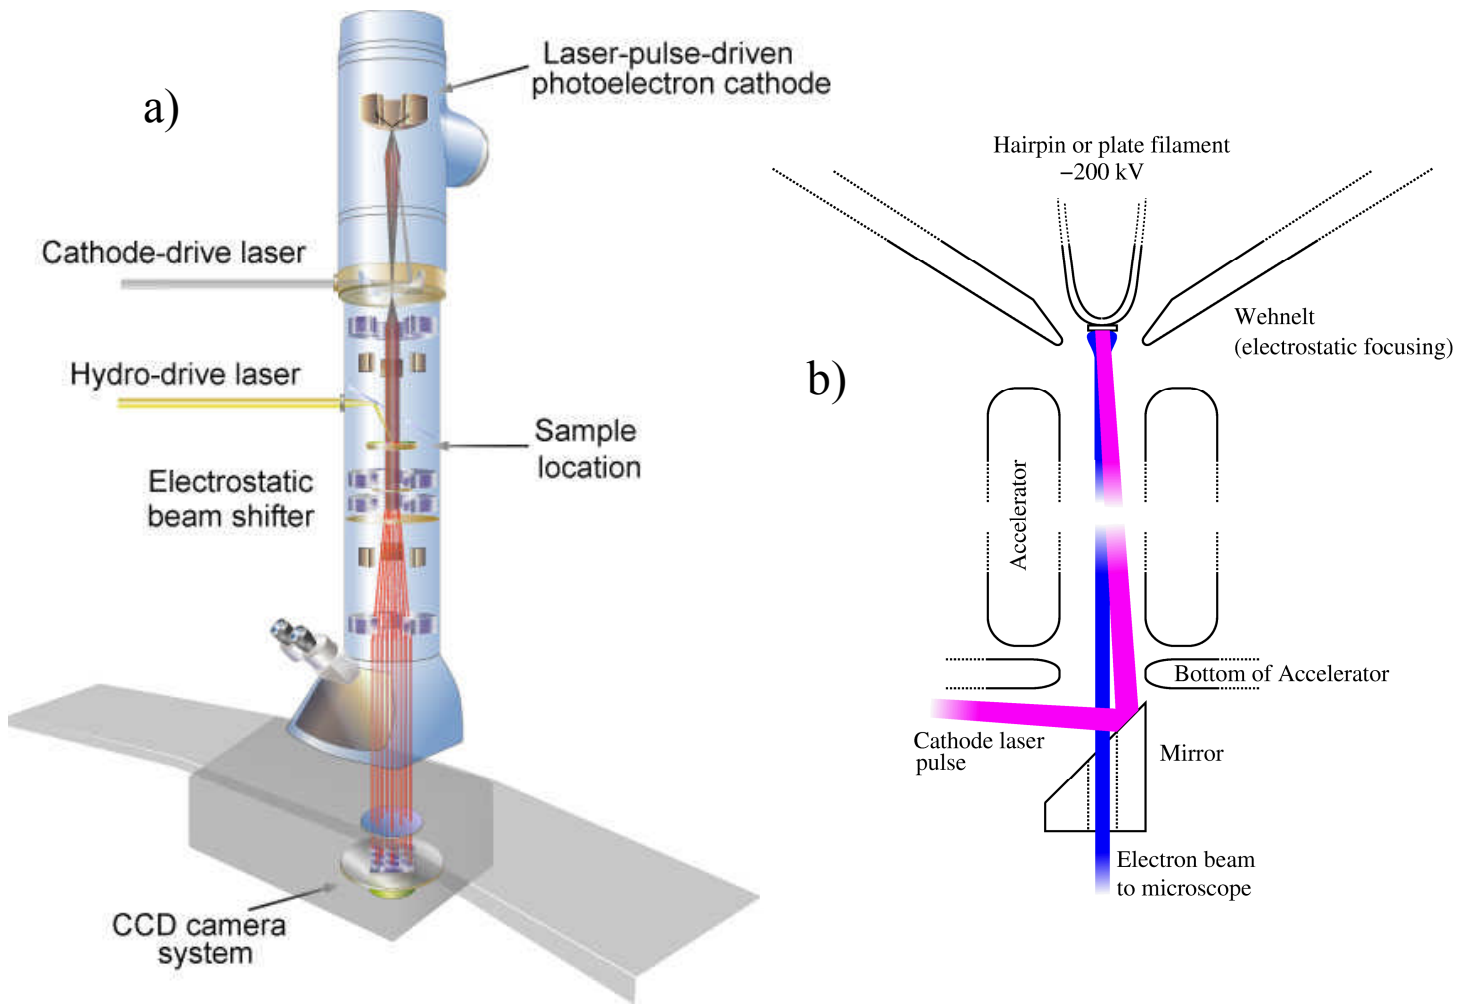 a)
Laser-pulse-driven
photoelectron cathode
Cathode-drive laser
Hydro-drive laser
Sample
location
Electrostatic
beam shifter
CCD camera
system
b)
Hairpin or plate filament
−200 kV
Wehnelt
(electrostatic focusing)
Accelerator
Bottom of Accelerator
Cathode laser
pulse
Mirror
Electron beam
to microscope